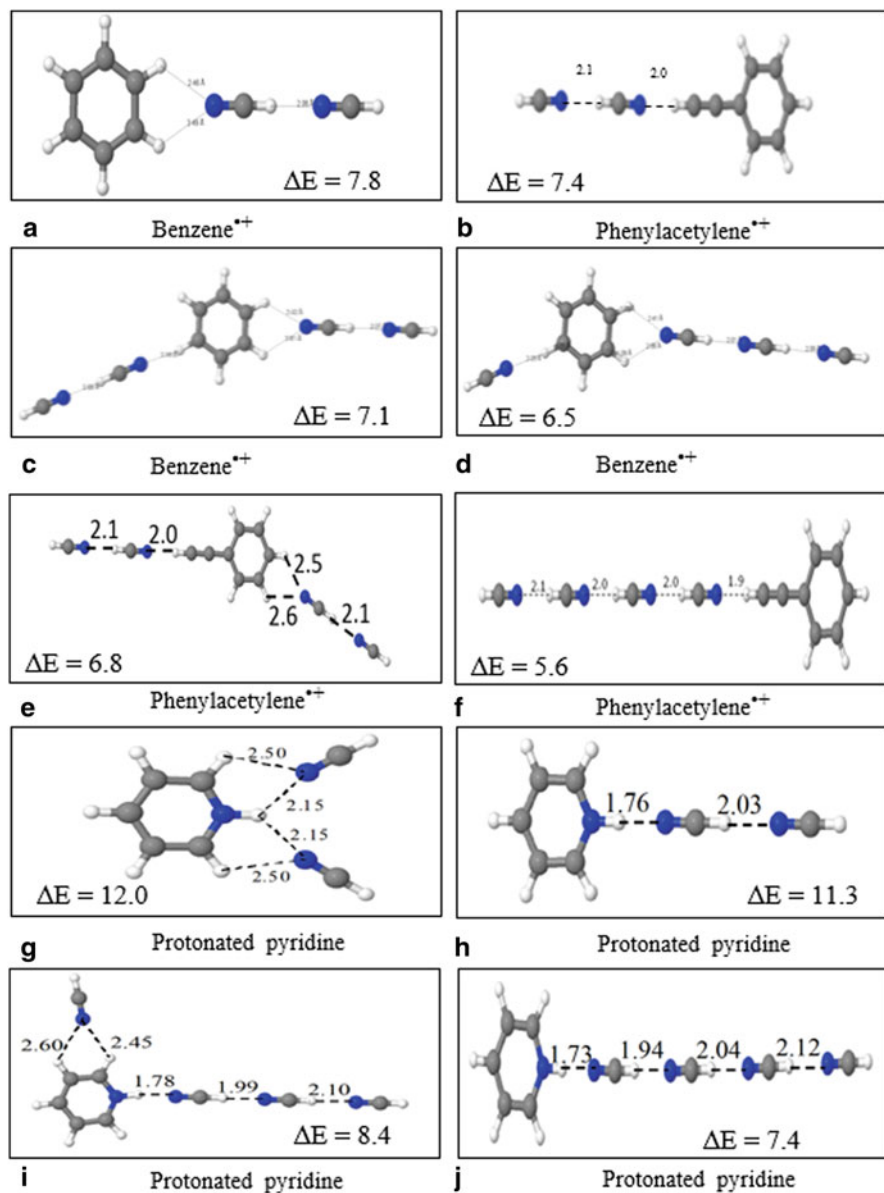 ΔE = 7.8
a
Benzene•+
2.1
2.0
ΔE = 7.4
b
Phenylacetylene•+
ΔE = 7.1
c
Benzene•+
ΔE = 6.5
d
Benzene•+
2.1
2.0
2.5
2.6
2.1
ΔE = 6.8
e
Phenylacetylene•+
2.1
2.0
2.0
1.9
ΔE = 5.6
f
Phenylacetylene•+
2.50
2.15
2.15
2.50
ΔE = 12.0
g
Protonated pyridine
1.76
2.03
ΔE = 11.3
h
Protonated pyridine
2.60
2.45
1.78
1.99
2.10
ΔE = 8.4
i
Protonated pyridine
1.73
1.94
2.04
2.12
ΔE = 7.4
j
Protonated pyridine